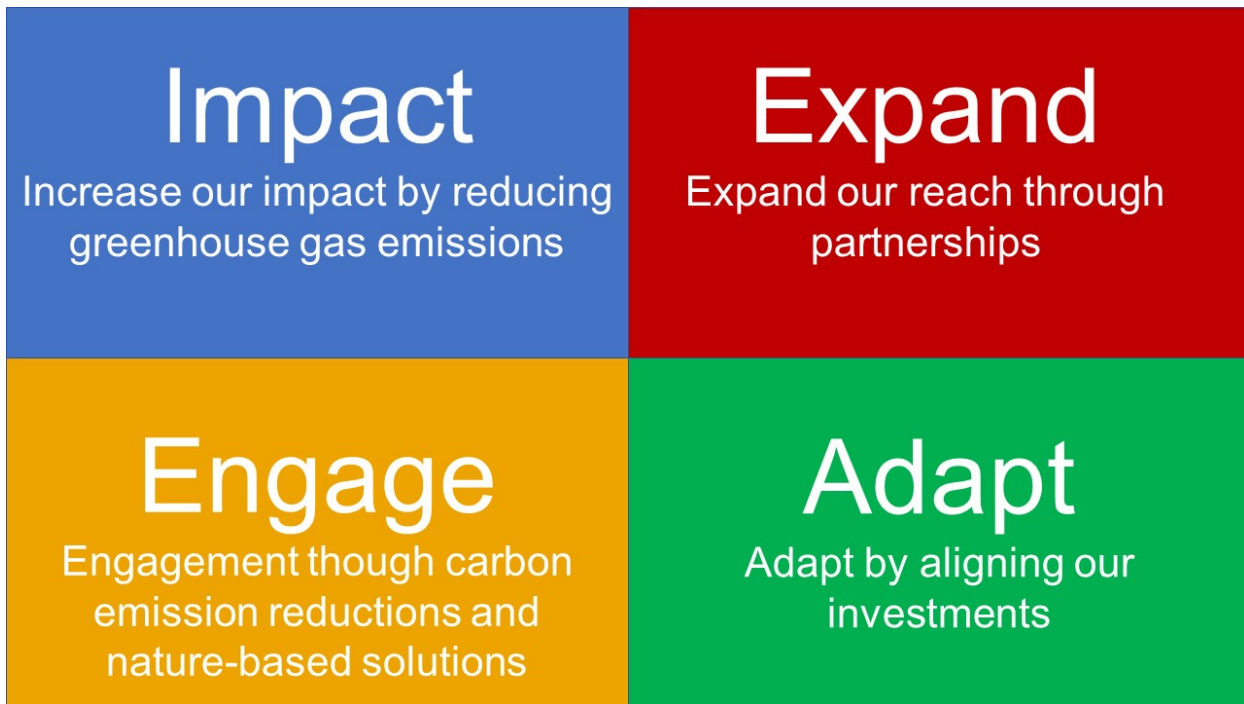 Impact
Increase our impact by reducing
greenhouse gas emissions
Expand
Expand our reach through
partnerships
Engage
Engagement though carbon
emission reductions and
nature-based solutions
Adapt
Adapt by aligning our
investments